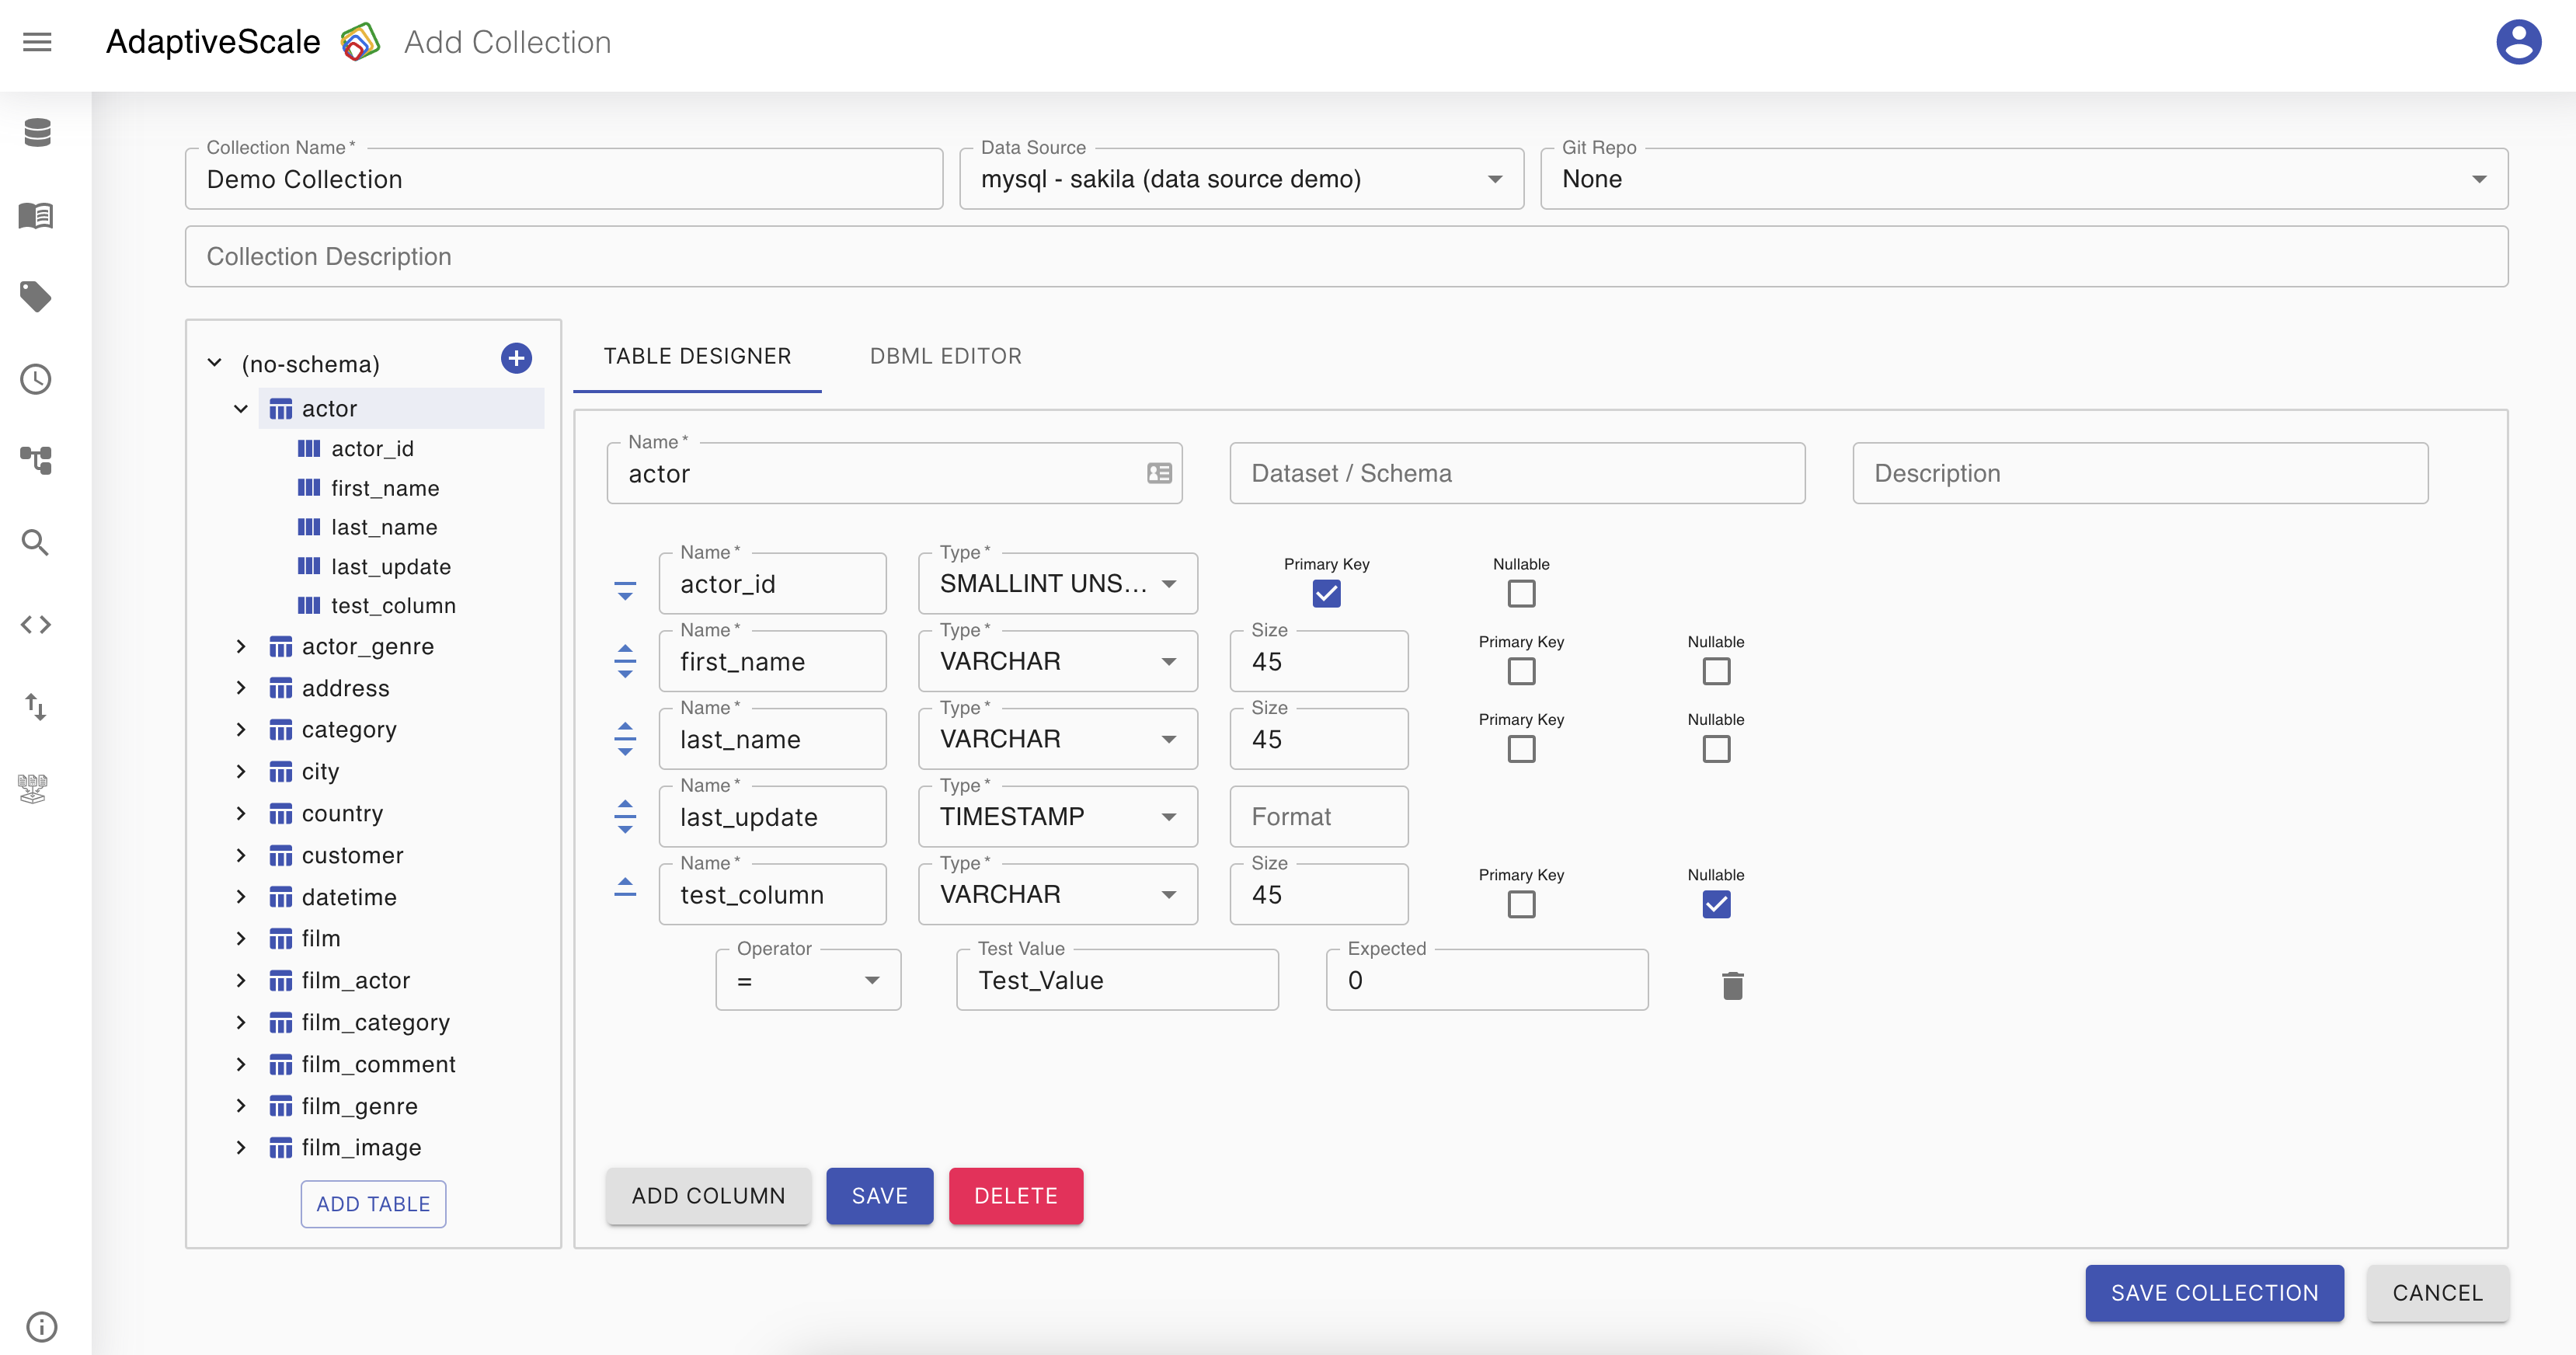 AdaptiveScale Add Collection
Collection Name * Data Source Git Repo
Demo Collection mysql - sakila (data source demo) None
Collection Description
(no-schema)
actor
actor_id
first_name
last_name
last_update
test_column
actor_genre
address
category
city
country
customer
datetime
film
film_actor
film_category
film_comment
film_genre
film_image
ADD TABLE
TABLE DESIGNER DBML EDITOR
Name *
actor Dataset / Schema Description
Name * Type * Primary Key Nullable
actor_id SMALLINT UNS...
Name * Type * Size Primary Key Nullable
first_name VARCHAR 45
Name * Type * Size Primary Key Nullable
last_name VARCHAR 45
Name * Type *
last_update TIMESTAMP Format
Name * Type * Size Primary Key Nullable
test_column VARCHAR 45
Operator Test Value Expected
= Test_Value 0
ADD COLUMN SAVE DELETE
SAVE COLLECTION CANCEL